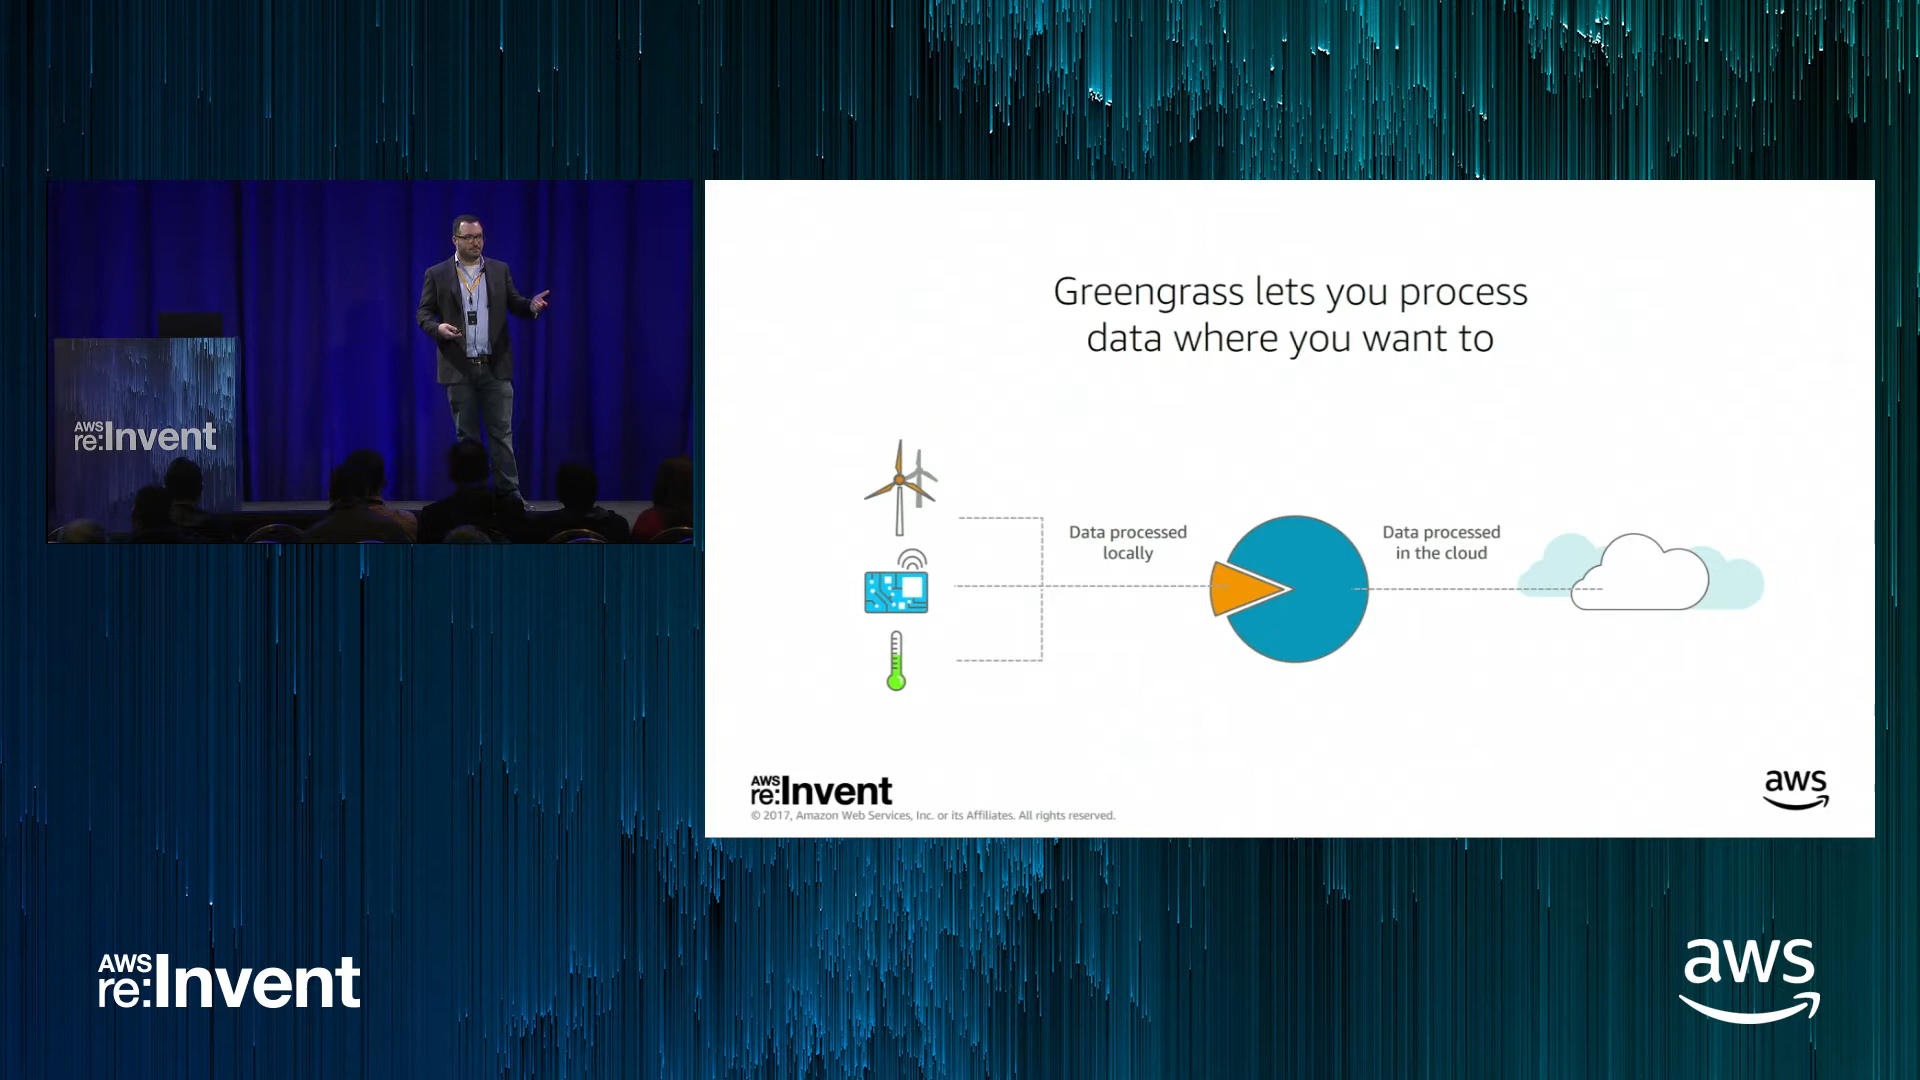 AWS
re:Invent
Greengrass lets you process
data where you want to
Data processed
locally
Data processed
in the cloud
AWS
re:Invent
© 2017, Amazon Web Services, Inc. or its Affiliates. All rights reserved.
aws
AWS
re:Invent
aws